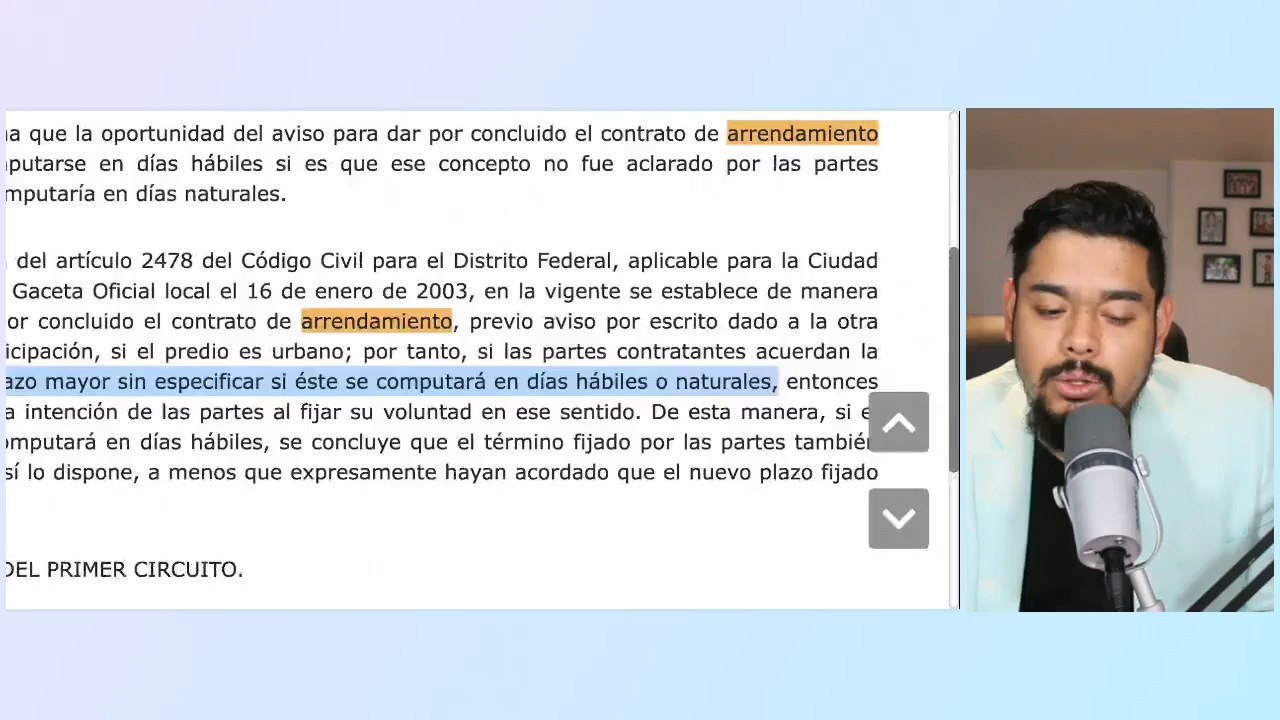 na que la oportunidad del aviso para dar por concluido el contrato de arrendamiento
mputarse en días hábiles si es que ese concepto no fue aclarado por las partes
mputaría en días naturales.
del artículo 2478 del Código Civil para el Distrito Federal, aplicable para la Ciudad
Gaceta Oficial local el 16 de enero de 2003, en la vigente se establece de manera
or concluido el contrato de arrendamiento, previo aviso por escrito dado a la otra
icipación, si el predio es urbano; por tanto, si las partes contratantes acuerdan la
azo mayor sin especificar si éste se computará en días hábiles o naturales, entonces
a intención de las partes al fijar su voluntad en ese sentido. De esta manera, si e
omputará en días hábiles, se concluye que el término fijado por las partes también
sí lo dispone, a menos que expresamente hayan acordado que el nuevo plazo fijado
DEL PRIMER CIRCUITO.